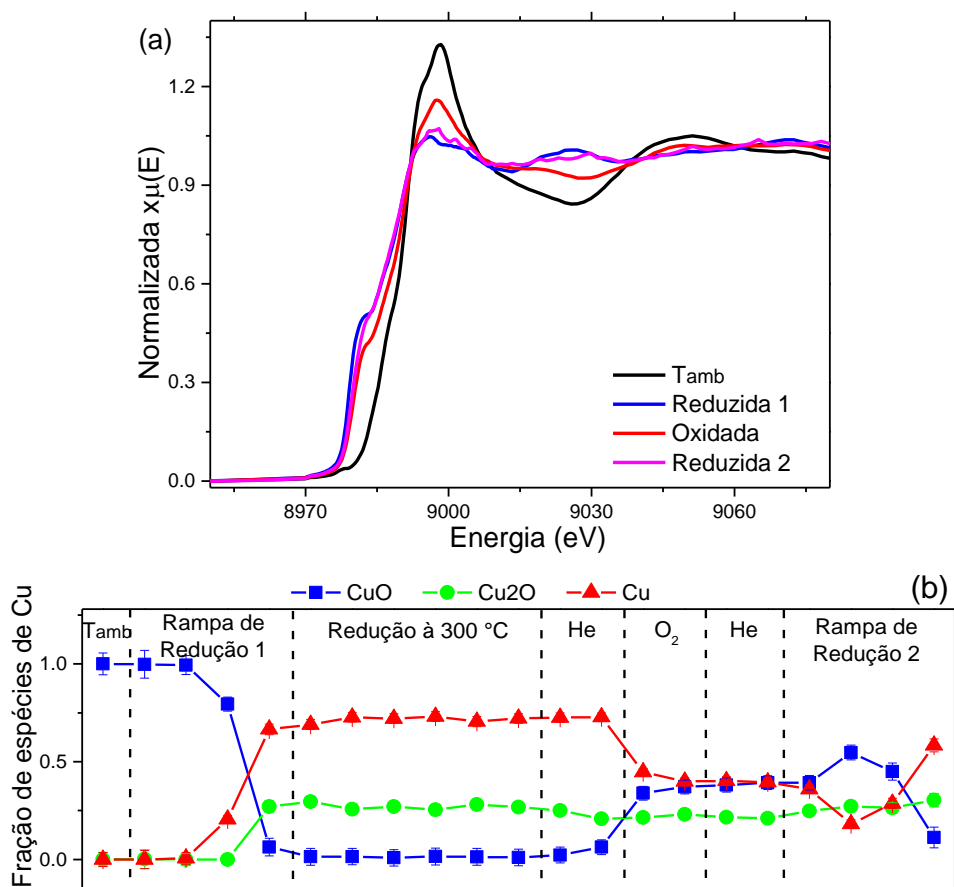 (a)
Normalizada xμ(E)
1.2
0.9
0.6
0.3
0.0
Tamb
Reduzida 1
Oxidada
Reduzida 2
8970 9000 9030 9060
Energia (eV)
CuO Cu2O Cu
(b)
Fração de espécies de Cu
Tamb
Rampa de
Redução 1
Redução à 300 °C
He
O2
He
Rampa de
Redução 2
1.0
0.5
0.0